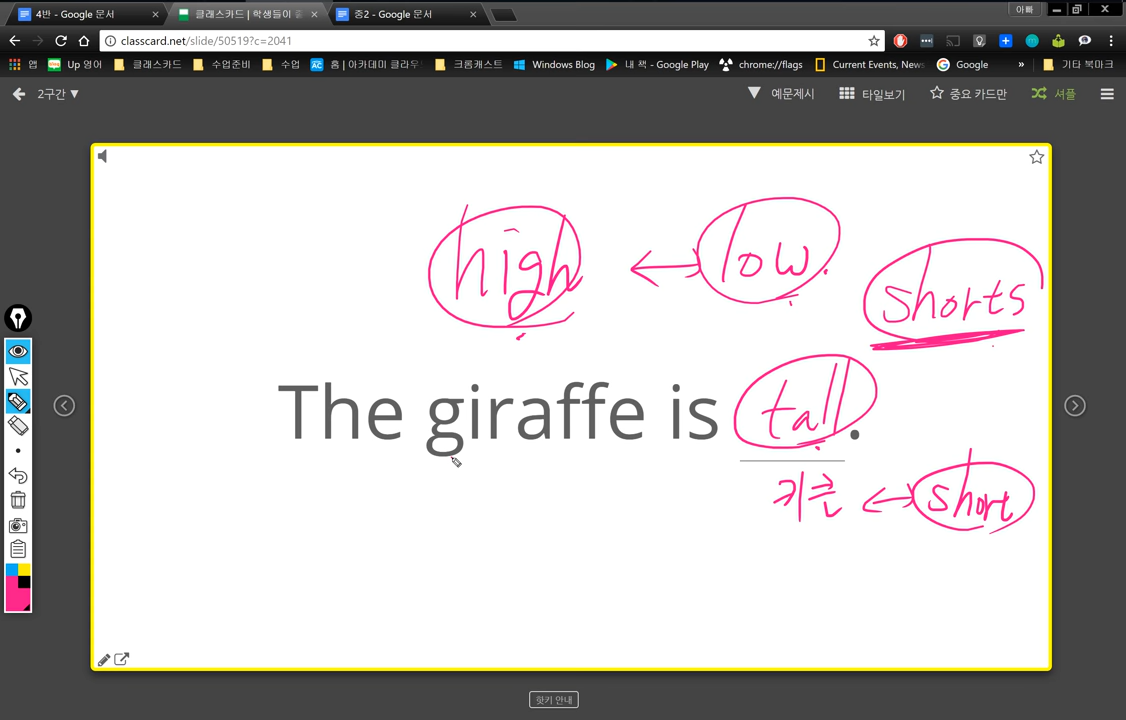 4반 - Google 문서
클래스카드 | 학생들이 좋
중2 - Google 문서
아빠
classcard.net/slide/50519?c=2041
앱 Up 영어 클래스카드 수업준비 수업 홈 | 아카데미 클라우 크롬캐스트 Windows Blog 내 책 - Google Play chrome://flags Current Events, News Google » 기타 북마크
2구간 ▼ ▼ 예문제시 타일보기 중요 카드만 셔플
high ↔ low.
shorts
The giraffe is tall.
키큰 ↔ short
핫키 안내